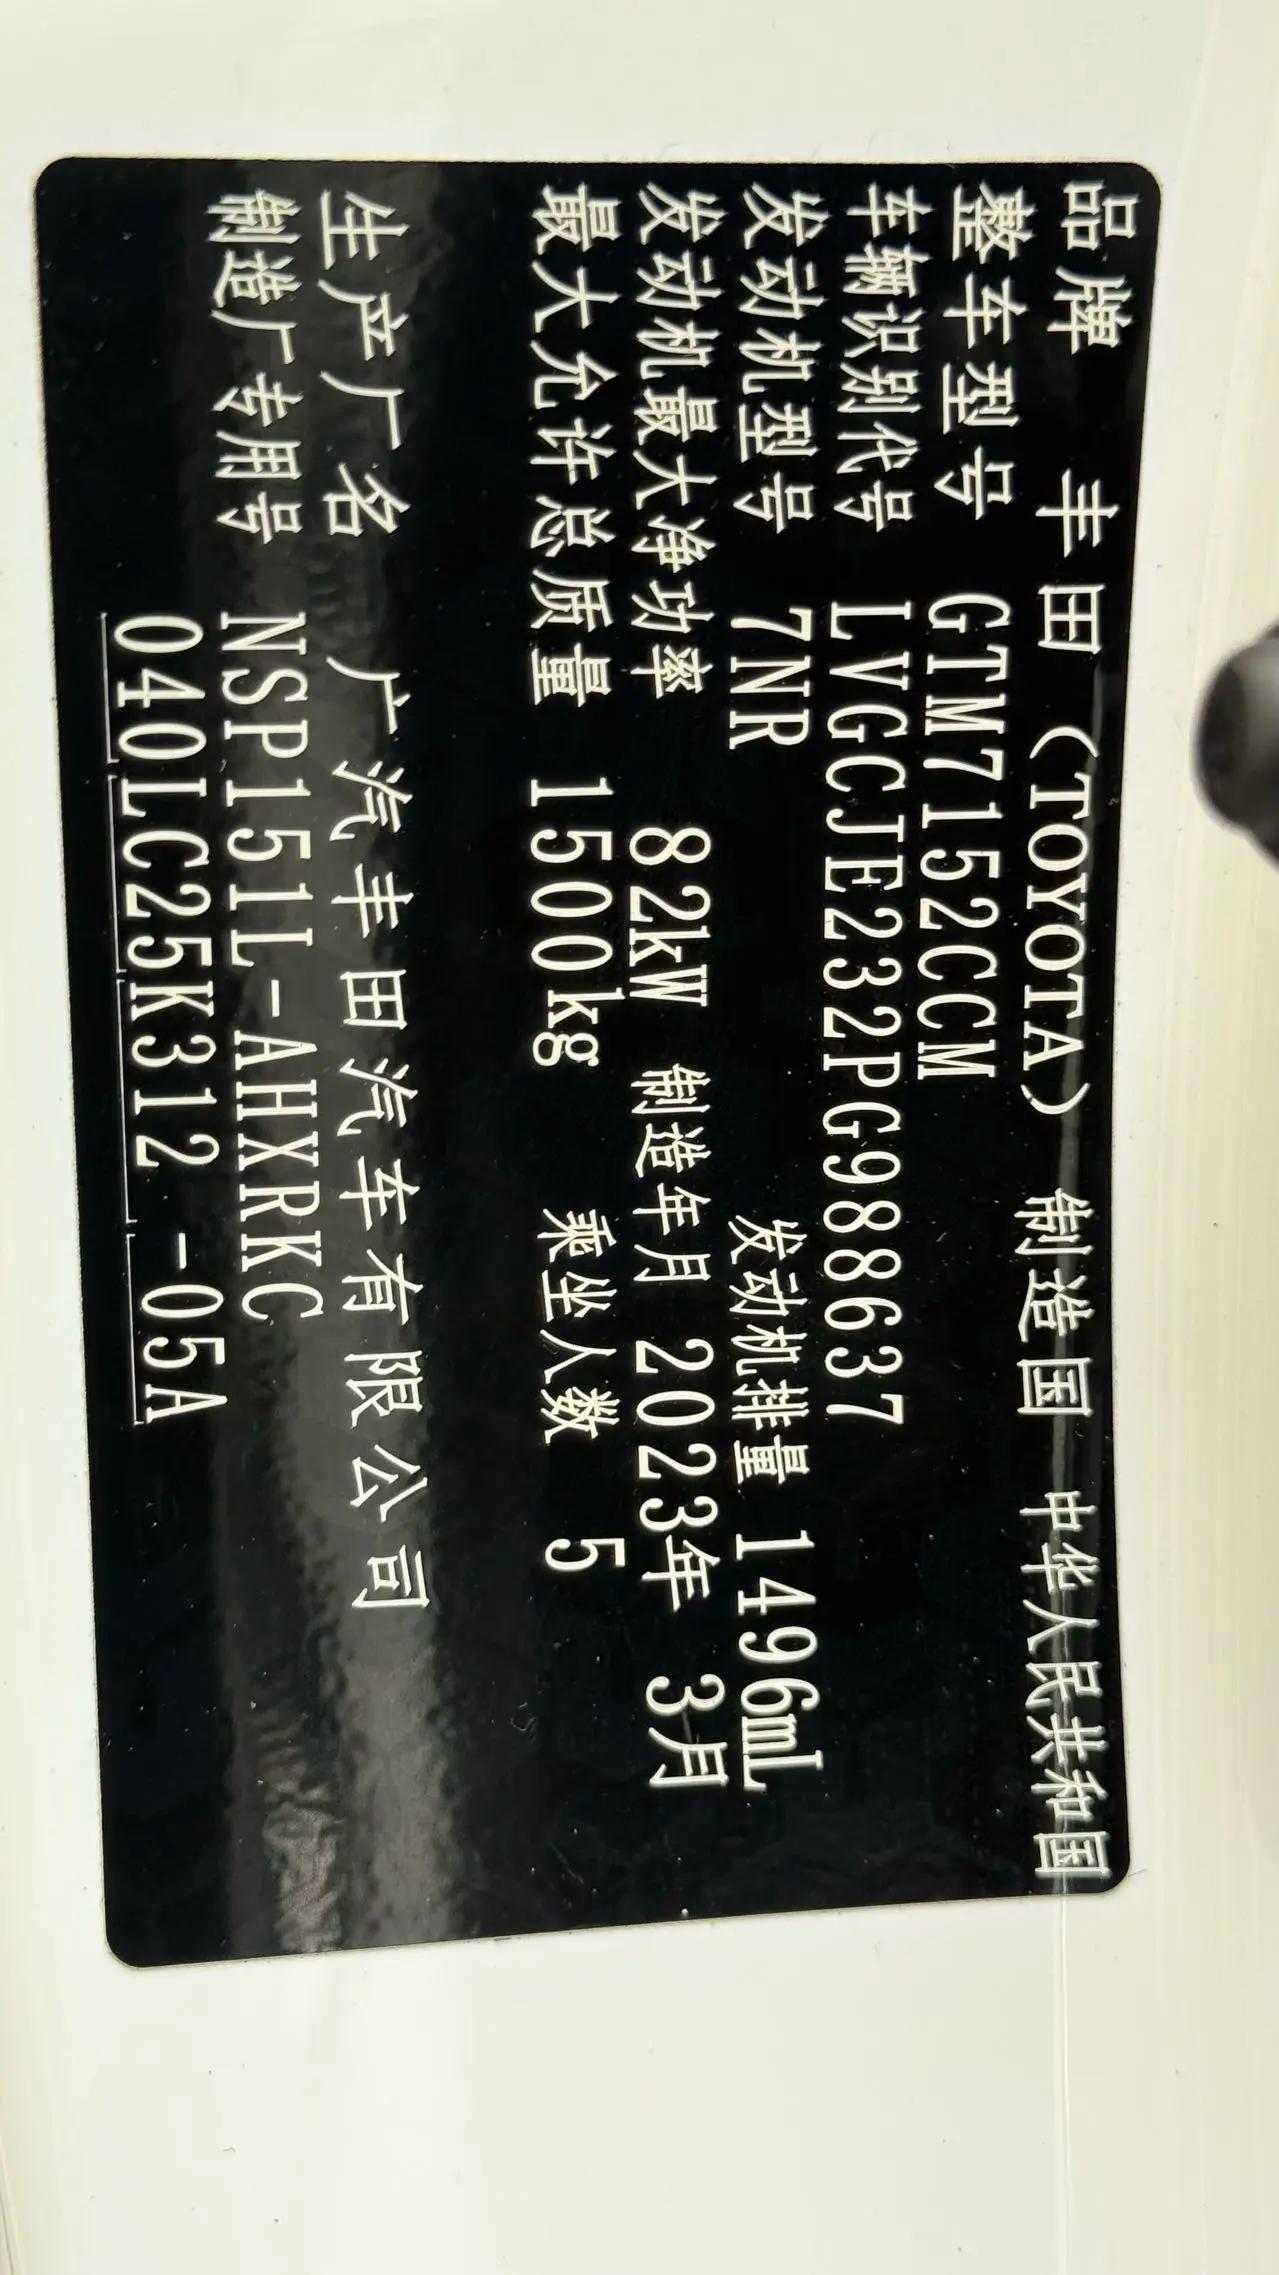 品牌 丰田（TOYOTA） 制造国 中华人民共和国
整车型号 GTM7152CCM
车辆识别代号 LVGCJE232PG988637
发动机型号 7NR 发动机排量 1496mL
发动机最大净功率 82kW 制造年月 2023年 3月
最大允许总质量 1500kg 乘坐人数 5
生产厂名 广汽丰田汽车有限公司
制造厂专用号 NSP151L-AHXRKC
040LC25K312 -05A